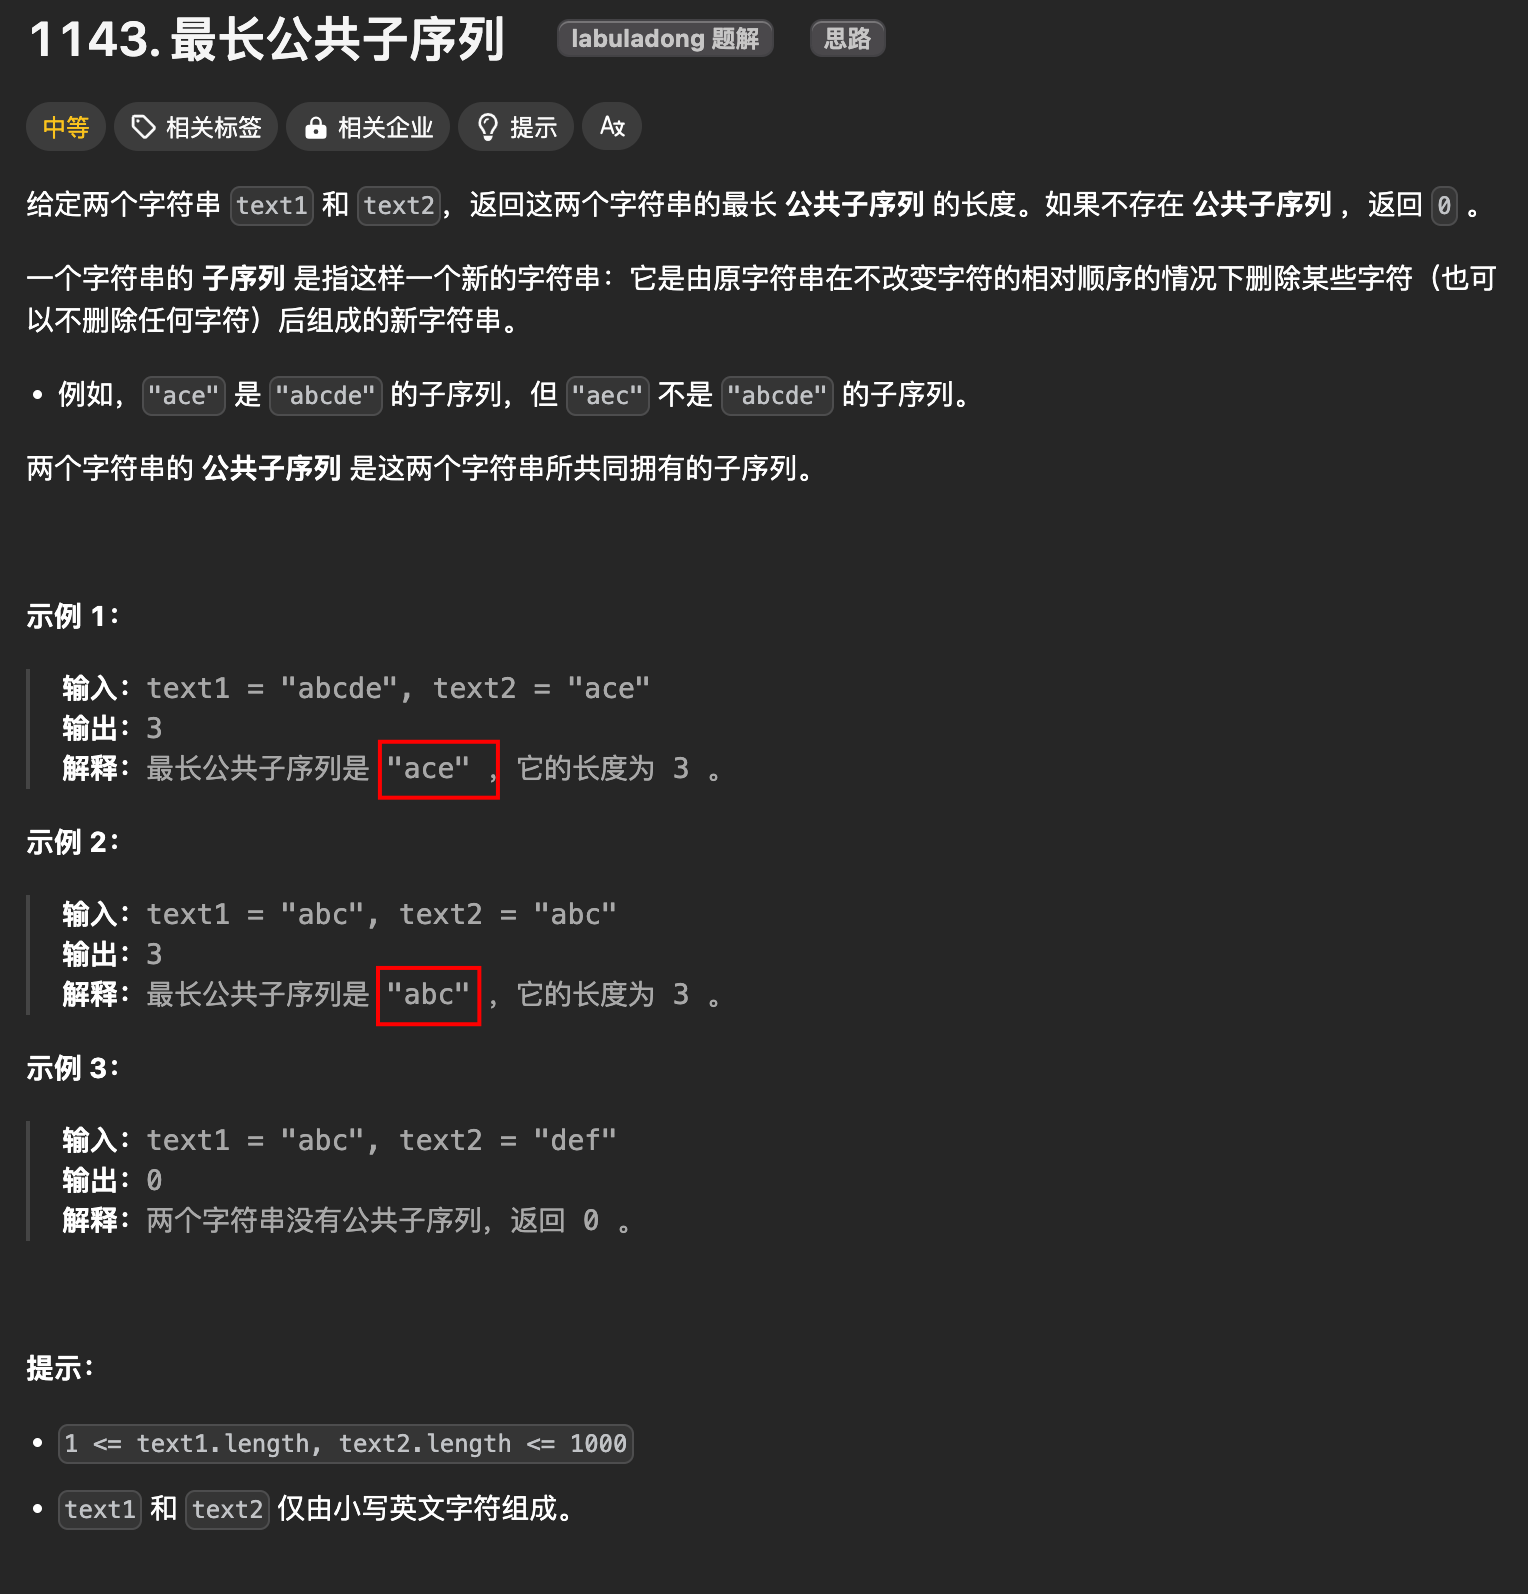 1143. 最长公共子序列 labuladong 题解 思路
中等 相关标签 相关企业 提示 A文
给定两个字符串 text1 和 text2，返回这两个字符串的最长 公共子序列 的长度。如果不存在 公共子序列 ，返回 0 。
一个字符串的 子序列 是指这样一个新的字符串：它是由原字符串在不改变字符的相对顺序的情况下删除某些字符（也可
以不删除任何字符）后组成的新字符串。
• 例如，"ace" 是 "abcde" 的子序列，但 "aec" 不是 "abcde" 的子序列。
两个字符串的 公共子序列 是这两个字符串所共同拥有的子序列。
示例 1：
输入：text1 = "abcde", text2 = "ace"
输出：3
解释：最长公共子序列是 "ace" ，它的长度为 3 。
示例 2：
输入：text1 = "abc", text2 = "abc"
输出：3
解释：最长公共子序列是 "abc" ，它的长度为 3 。
示例 3：
输入：text1 = "abc", text2 = "def"
输出：0
解释：两个字符串没有公共子序列，返回 0 。
提示：
• 1 <= text1.length, text2.length <= 1000
• text1 和 text2 仅由小写英文字符组成。